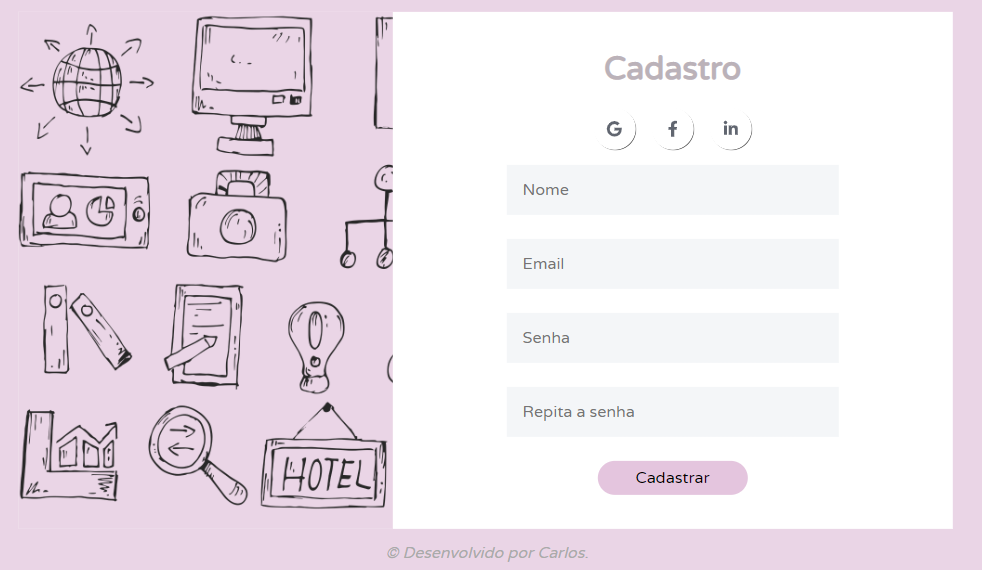 Cadastro
G f in
Nome
Email
Senha
Repita a senha
Cadastrar
HOTEL
© Desenvolvido por Carlos.